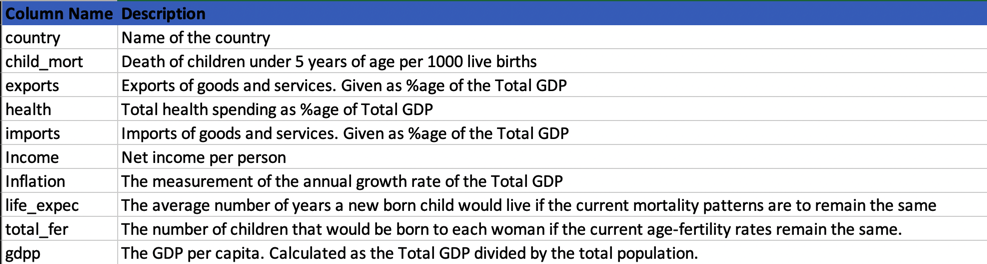 Column Name Description
country Name of the country
child_mort Death of children under 5 years of age per 1000 live births
exports Exports of goods and services. Given as %age of the Total GDP
health Total health spending as %age of Total GDP
imports Imports of goods and services. Given as %age of the Total GDP
Income Net income per person
Inflation The measurement of the annual growth rate of the Total GDP
life_expec The average number of years a new born child would live if the current mortality patterns are to remain the same
total_fer The number of children that would be born to each woman if the current age-fertility rates remain the same.
gdpp The GDP per capita. Calculated as the Total GDP divided by the total population.